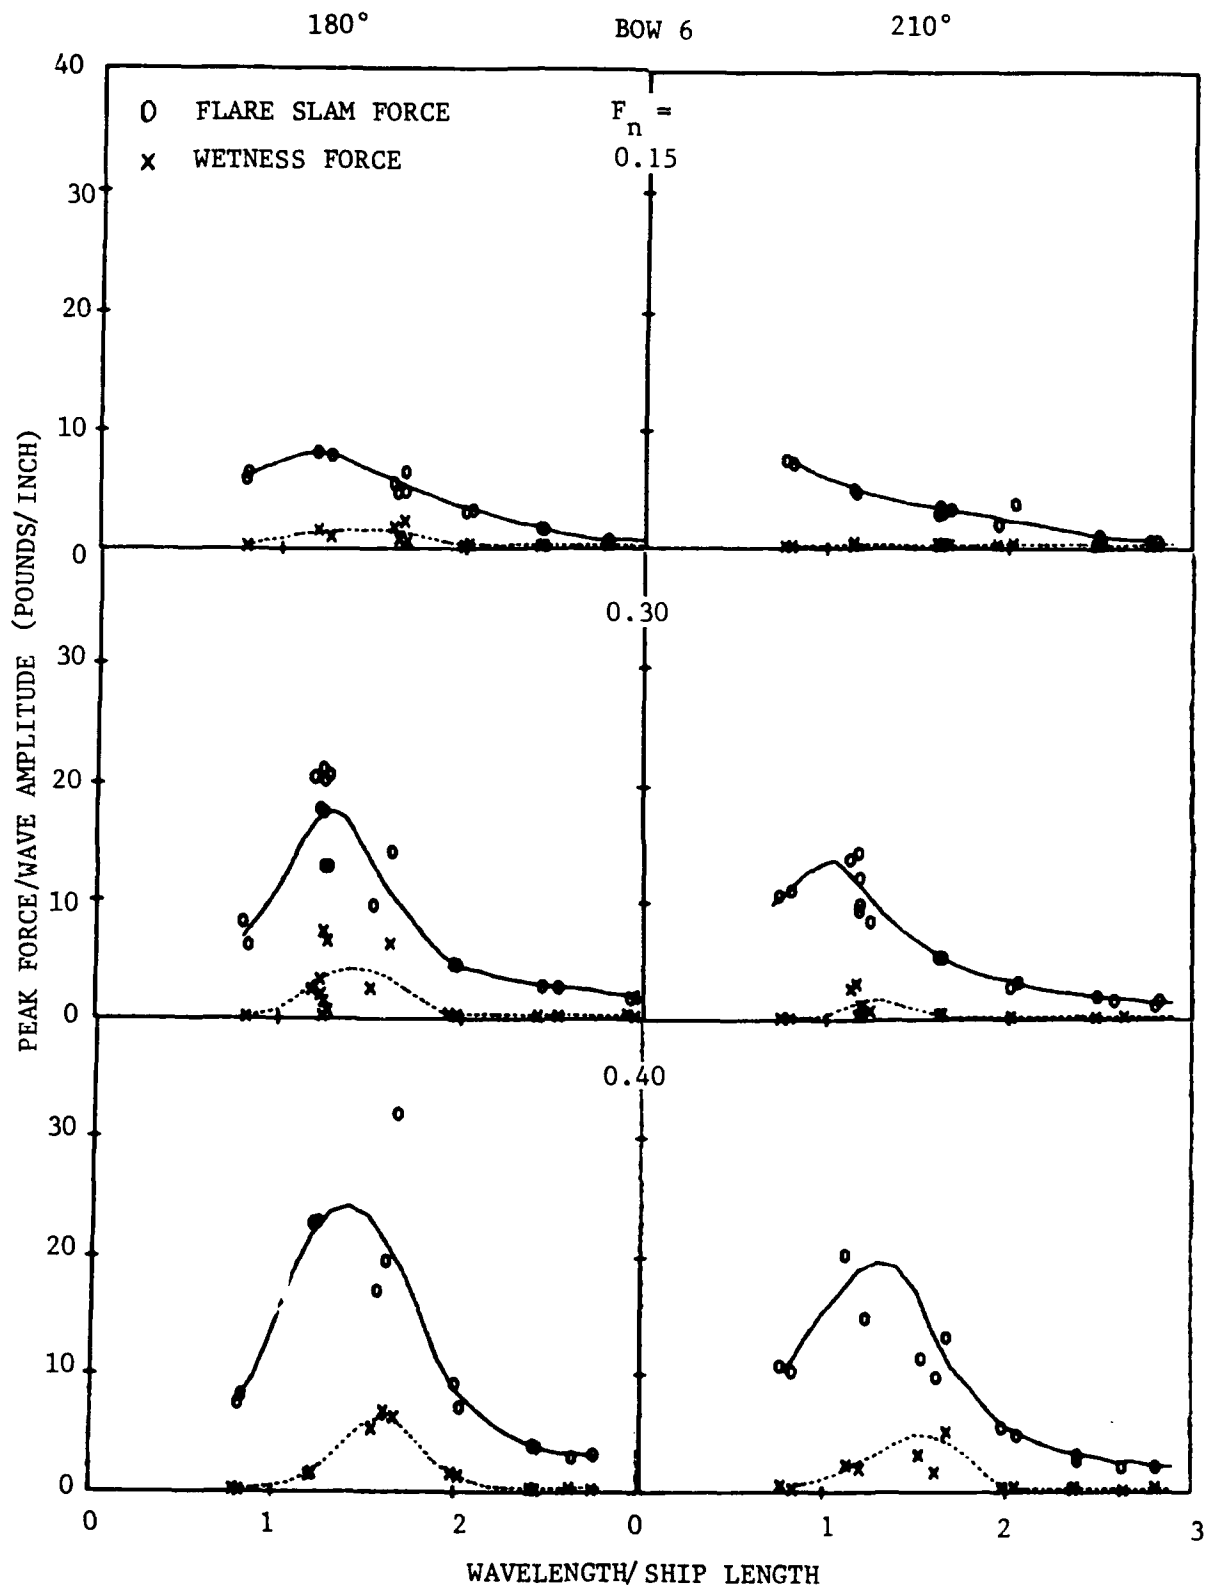 180° BOW 6 210°
40
O FLARE SLAM FORCE
x WETNESS FORCE
F n =
0.15
30
20
10
0
0.30
30
20
10
0
0.40
30
20
10
0
PEAK FORCE/WAVE AMPLITUDE (POUNDS/INCH)
0 1 2 0 1 2 3
WAVELENGTH/SHIP LENGTH